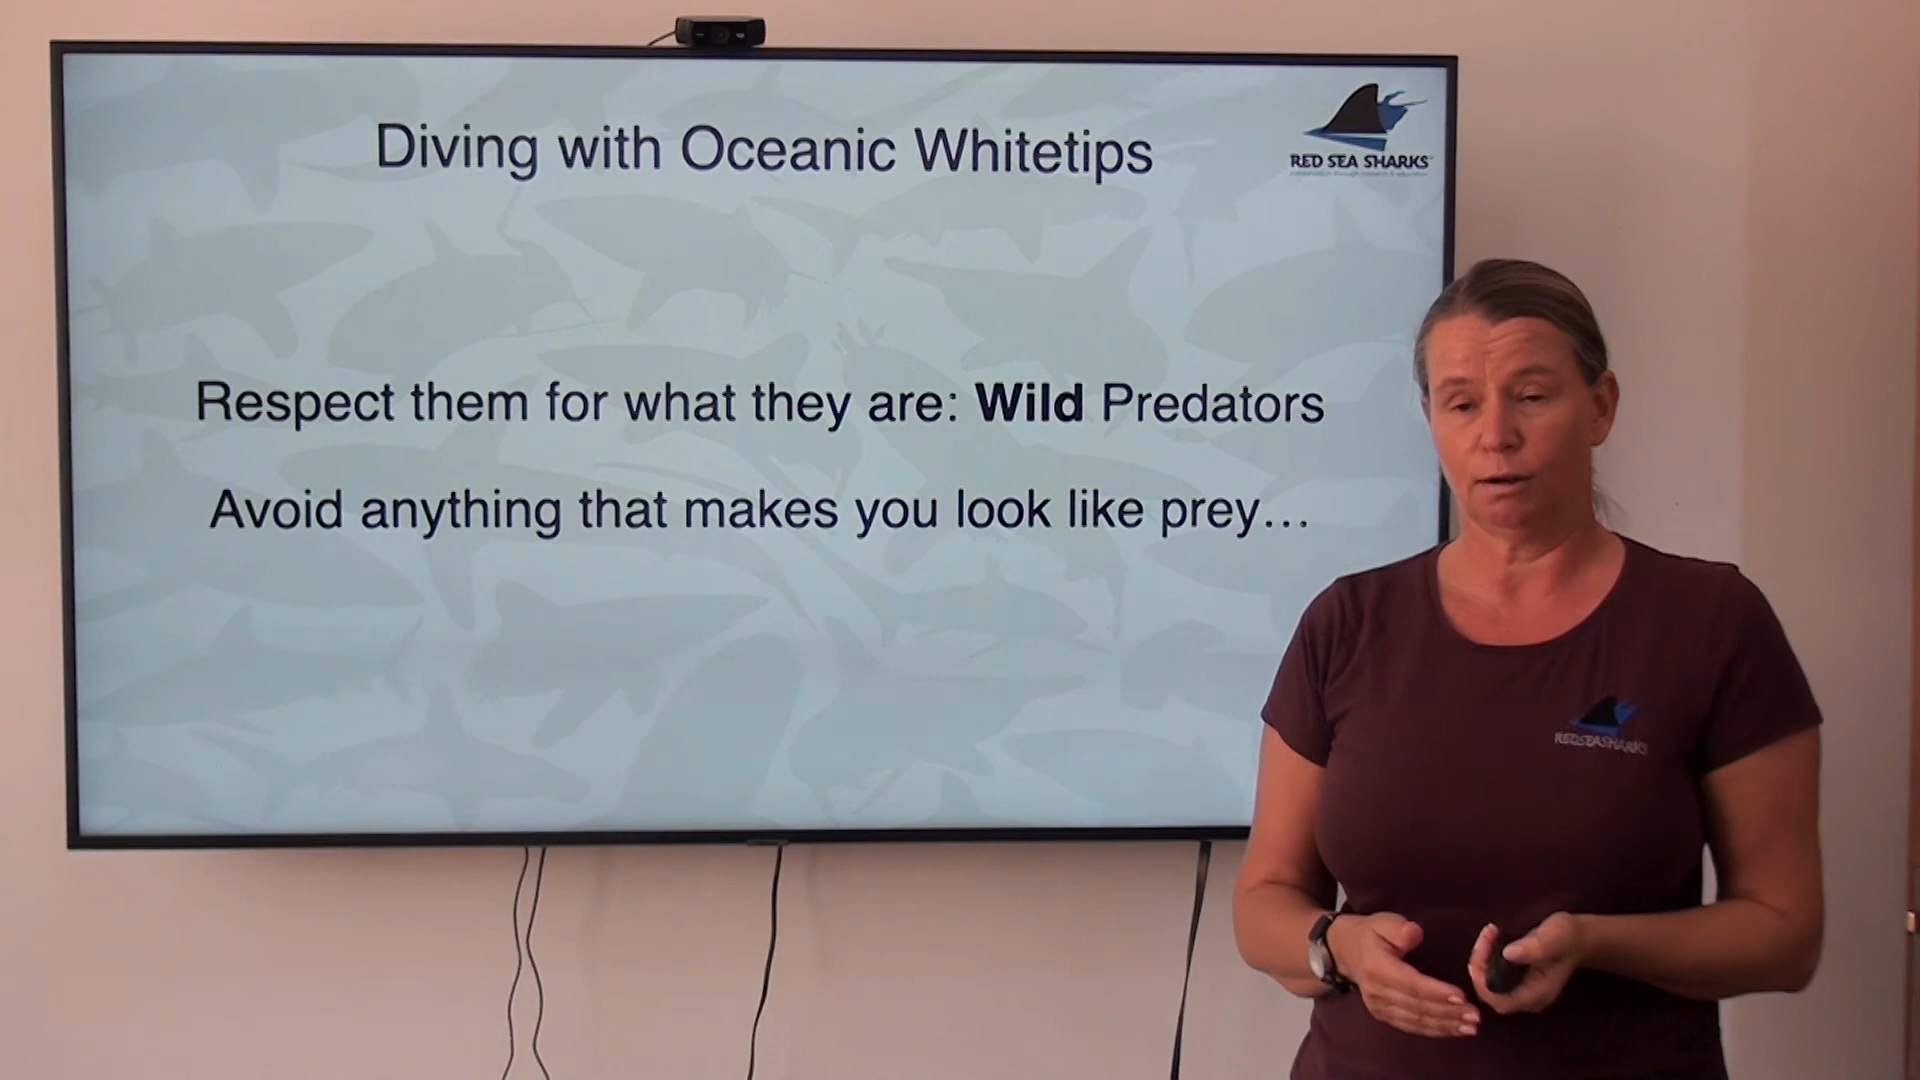 Diving with Oceanic Whitetips
RED SEA SHARKS
Respect them for what they are: Wild Predators
Avoid anything that makes you look like prey...
REDSEASHARKS